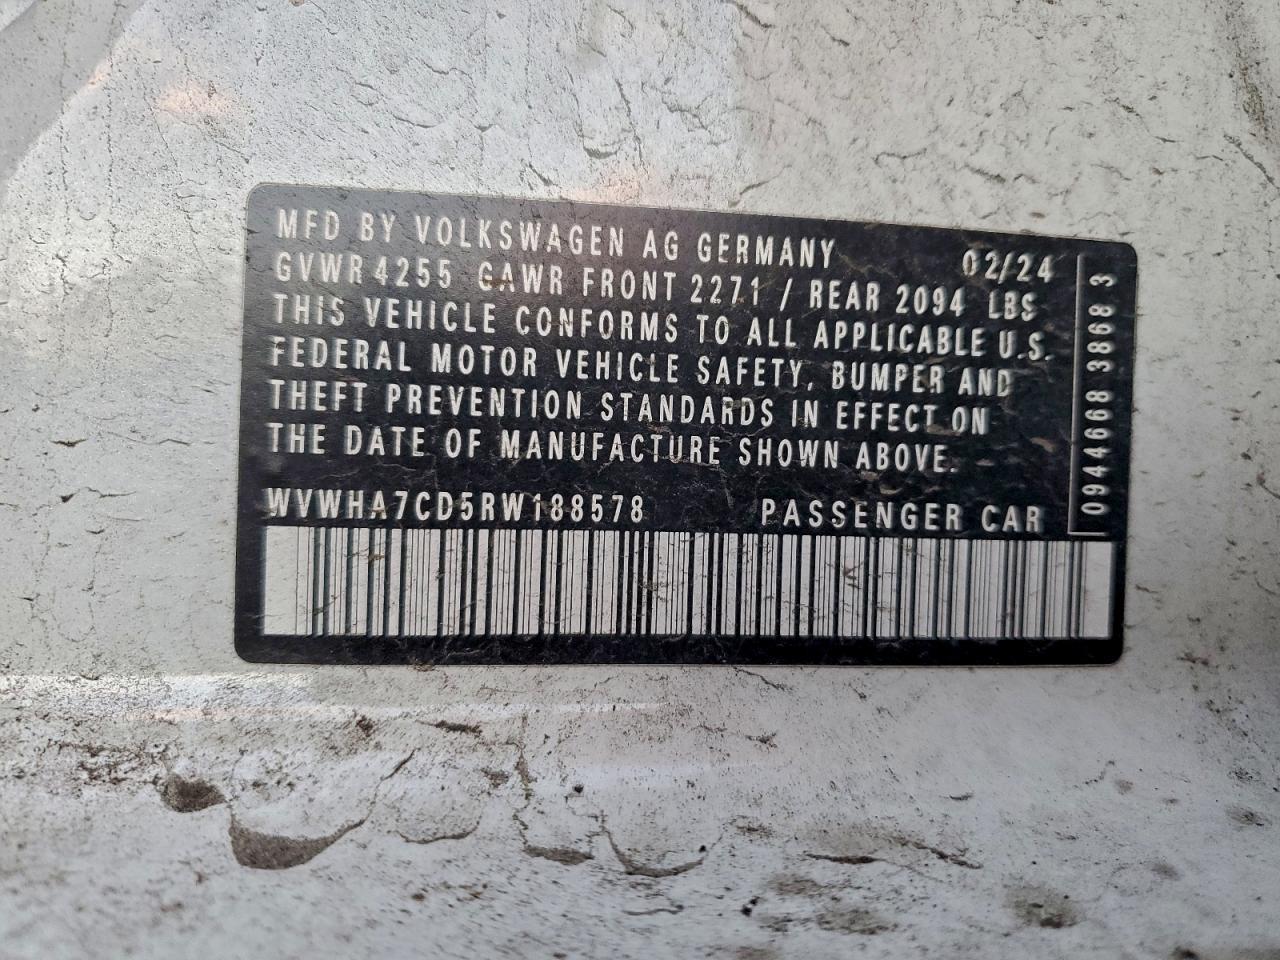 MFD BY VOLKSWAGEN AG GERMANY 02/24
GVWR 4255 GAWR FRONT 2271 / REAR 2094 LBS
THIS VEHICLE CONFORMS TO ALL APPLICABLE U.S.
FEDERAL MOTOR VEHICLE SAFETY, BUMPER AND
THEFT PREVENTION STANDARDS IN EFFECT ON
THE DATE OF MANUFACTURE SHOWN ABOVE.
WVWHA7CD5RW188578 PASSENGER CAR
0944668 3868 3